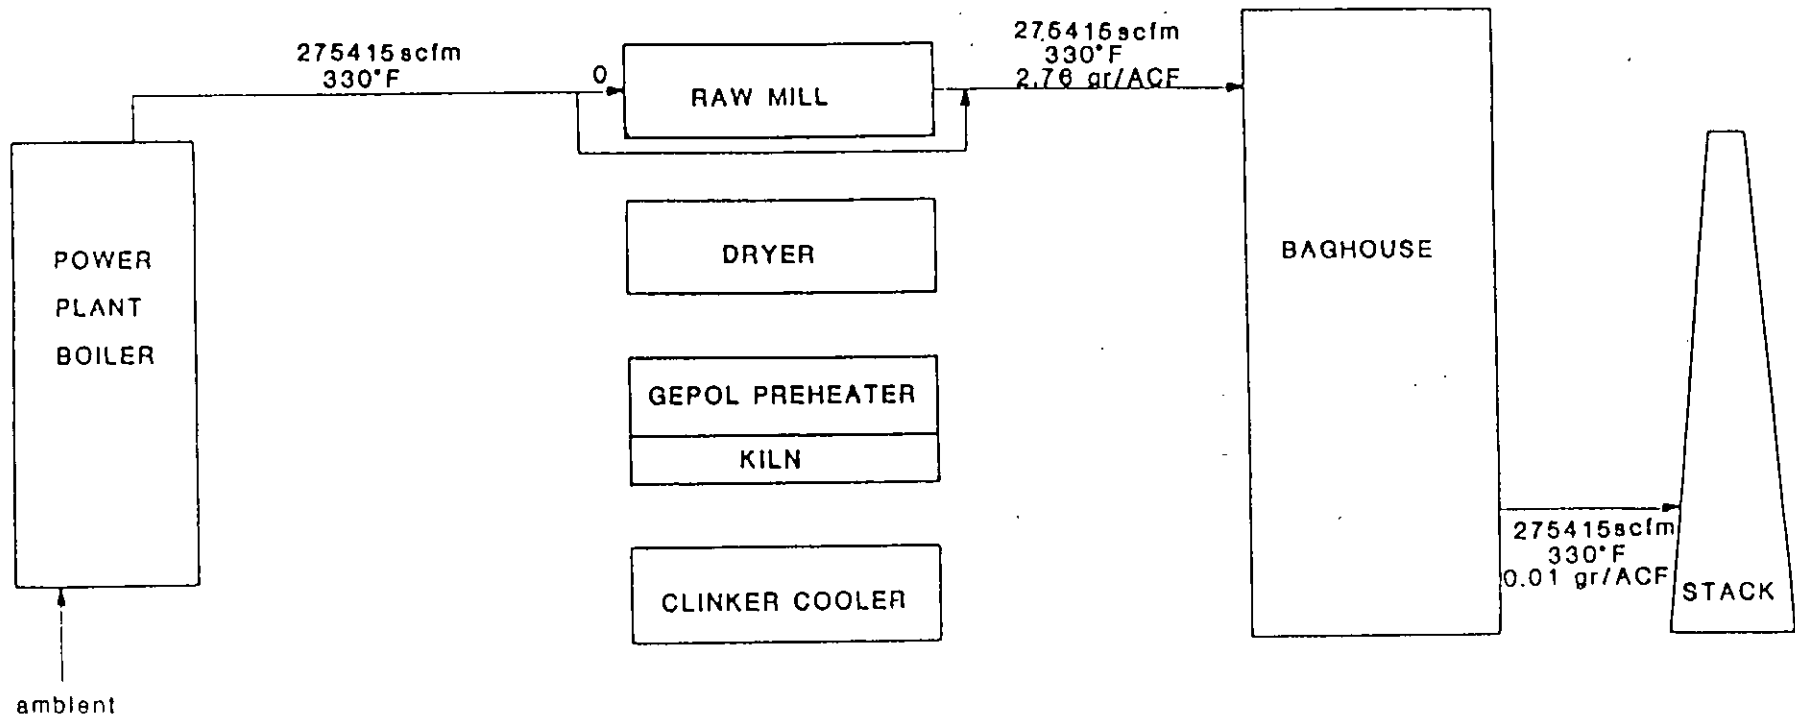 275415scfm
330°F
0
RAW MILL
275415scfm
330°F
2.76 gr/ACF
POWER
PLANT
BOILER
DRYER
BAGHOUSE
GEPOL PREHEATER
KILN
CLINKER COOLER
275415scfm
330°F
0.01 gr/ACF
STACK
ambient